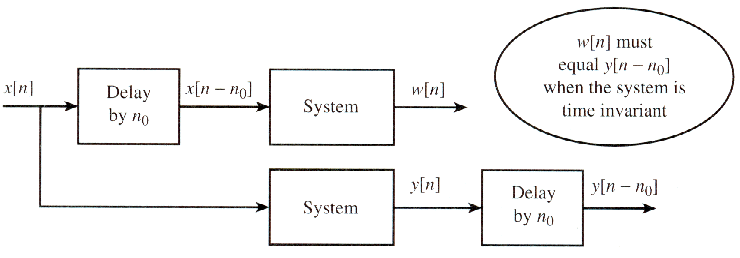 x[n]
Delay
by n₀
x[n − n₀]
System
w[n]
w[n] must
equal y[n − n₀]
when the system is
time invariant
System
y[n]
Delay
by n₀
y[n − n₀]